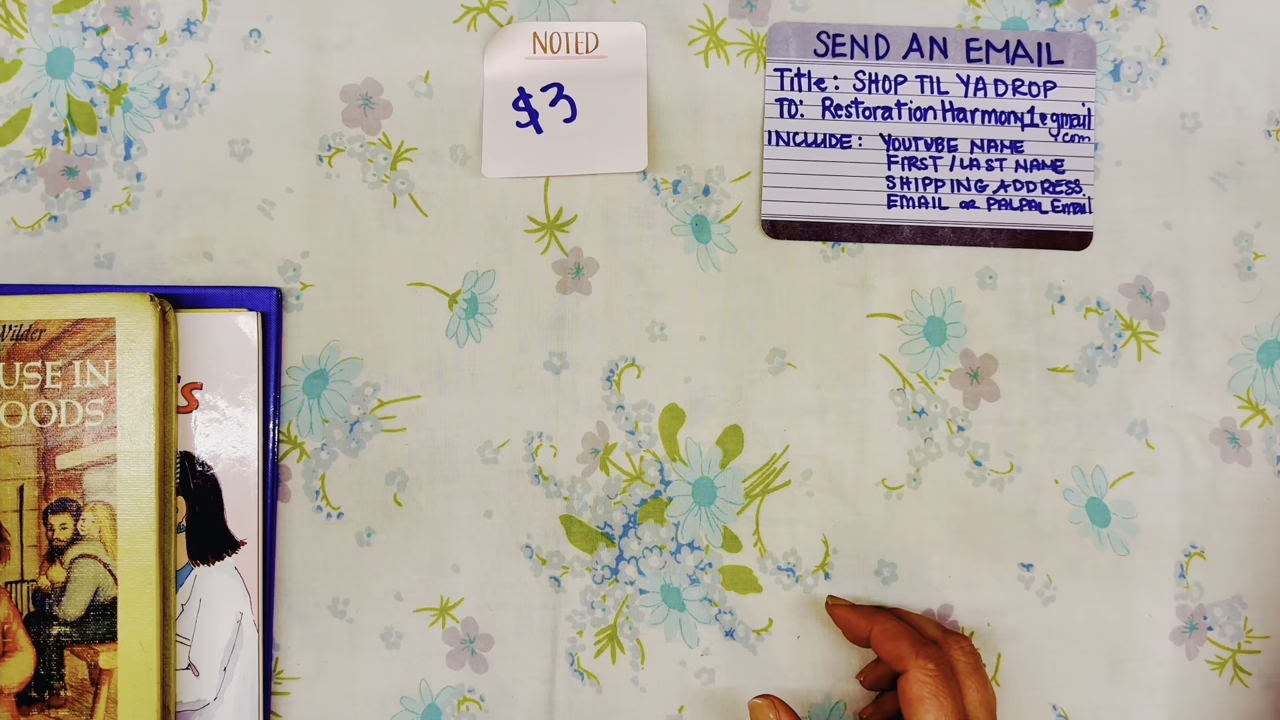 NOTED
$3
SEND AN EMAIL
Title: SHOP TIL YA DROP
TO: RestorationHarmony1@gmail
.com
INCLUDE: YOUTUBE NAME
FIRST/LAST NAME
SHIPPING ADDRESS
EMAIL OR PALPAL Email
Wilder
USE IN
OODS
s